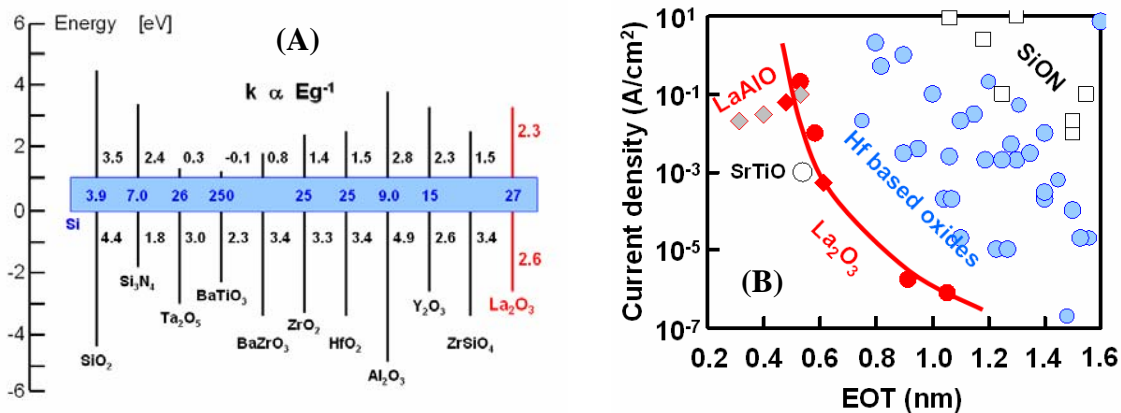 6
4
2
0
-2
-4
-6
Energy [eV]
(A)
k α Eg⁻¹
3.5 2.4 0.3 -0.1 0.8 1.4 1.5 2.8 2.3 1.5 2.3
3.9 7.0 26 250 25 25 9.0 15 27
Si
4.4 1.8 3.0 2.3 3.4 3.3 3.4 4.9 2.6 3.4 2.6
Si₃N₄
BaTiO₃
Y₂O₃
La₂O₃
Ta₂O₅
ZrO₂
BaZrO₃
HfO₂
ZrSiO₄
SiO₂
Al₂O₃
Current density (A/cm²)
10¹
10⁻¹
10⁻³
10⁻⁵
10⁻⁷
LaAlO
SiON
SrTiO
Hf based oxides
La₂O₃
(B)
0.2 0.4 0.6 0.8 1.0 1.2 1.4 1.6
EOT (nm)